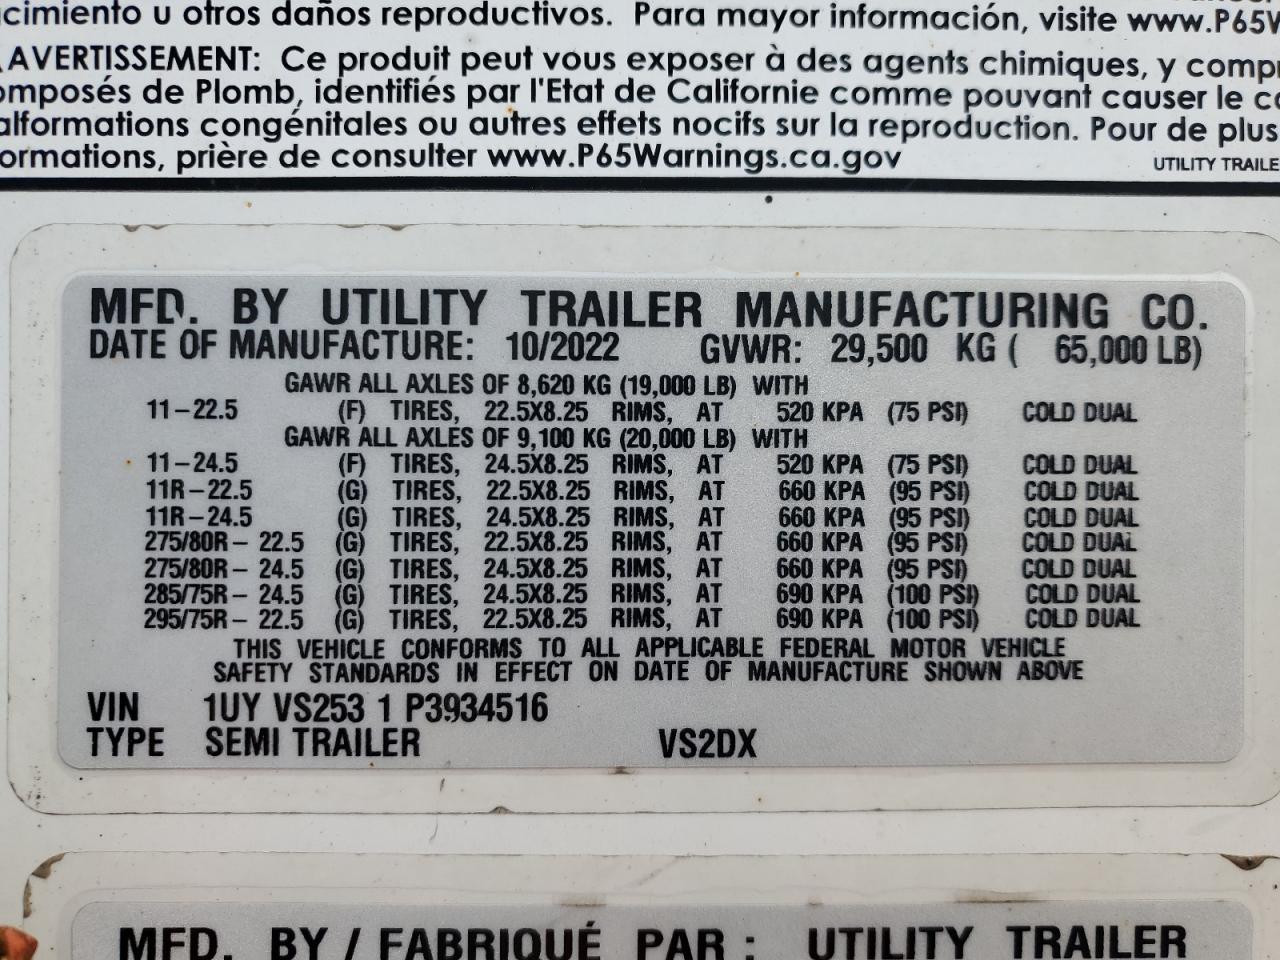 cimiento u otros daños reproductivos. Para mayor información, visite www.P65W
AVERTISSEMENT: Ce produit peut vous exposer à des agents chimiques, y compr
omposés de Plomb, identifiés par l'Etat de Californie comme pouvant causer le c
alformations congénitales ou autres effets nocifs sur la reproduction. Pour de plus
ormations, prière de consulter www.P65Warnings.ca.gov
UTILITY TRAILE
MFD. BY UTILITY TRAILER MANUFACTURING CO.
DATE OF MANUFACTURE: 10/2022 GVWR: 29,500 KG ( 65,000 LB)
GAWR ALL AXLES OF 8,620 KG (19,000 LB) WITH
11-22.5 (F) TIRES, 22.5X8.25 RIMS, AT 520 KPA (75 PSI) COLD DUAL
GAWR ALL AXLES OF 9,100 KG (20,000 LB) WITH
11-24.5 (F) TIRES, 24.5X8.25 RIMS, AT 520 KPA (75 PSI) COLD DUAL
11R-22.5 (G) TIRES, 22.5X8.25 RIMS, AT 660 KPA (95 PSI) COLD DUAL
11R-24.5 (G) TIRES, 24.5X8.25 RIMS, AT 660 KPA (95 PSI) COLD DUAL
275/80R- 22.5 (G) TIRES, 22.5X8.25 RIMS, AT 660 KPA (95 PSI) COLD DUAL
275/80R- 24.5 (G) TIRES, 24.5X8.25 RIMS, AT 660 KPA (95 PSI) COLD DUAL
285/75R- 24.5 (G) TIRES, 24.5X8.25 RIMS, AT 690 KPA (100 PSI) COLD DUAL
295/75R- 22.5 (G) TIRES, 22.5X8.25 RIMS, AT 690 KPA (100 PSI) COLD DUAL
THIS VEHICLE CONFORMS TO ALL APPLICABLE FEDERAL MOTOR VEHICLE
SAFETY STANDARDS IN EFFECT ON DATE OF MANUFACTURE SHOWN ABOVE
VIN 1UY VS253 1 P3934516
TYPE SEMI TRAILER VS2DX
MFD. BY / FABRIQUÉ PAR : UTILITY TRAILER